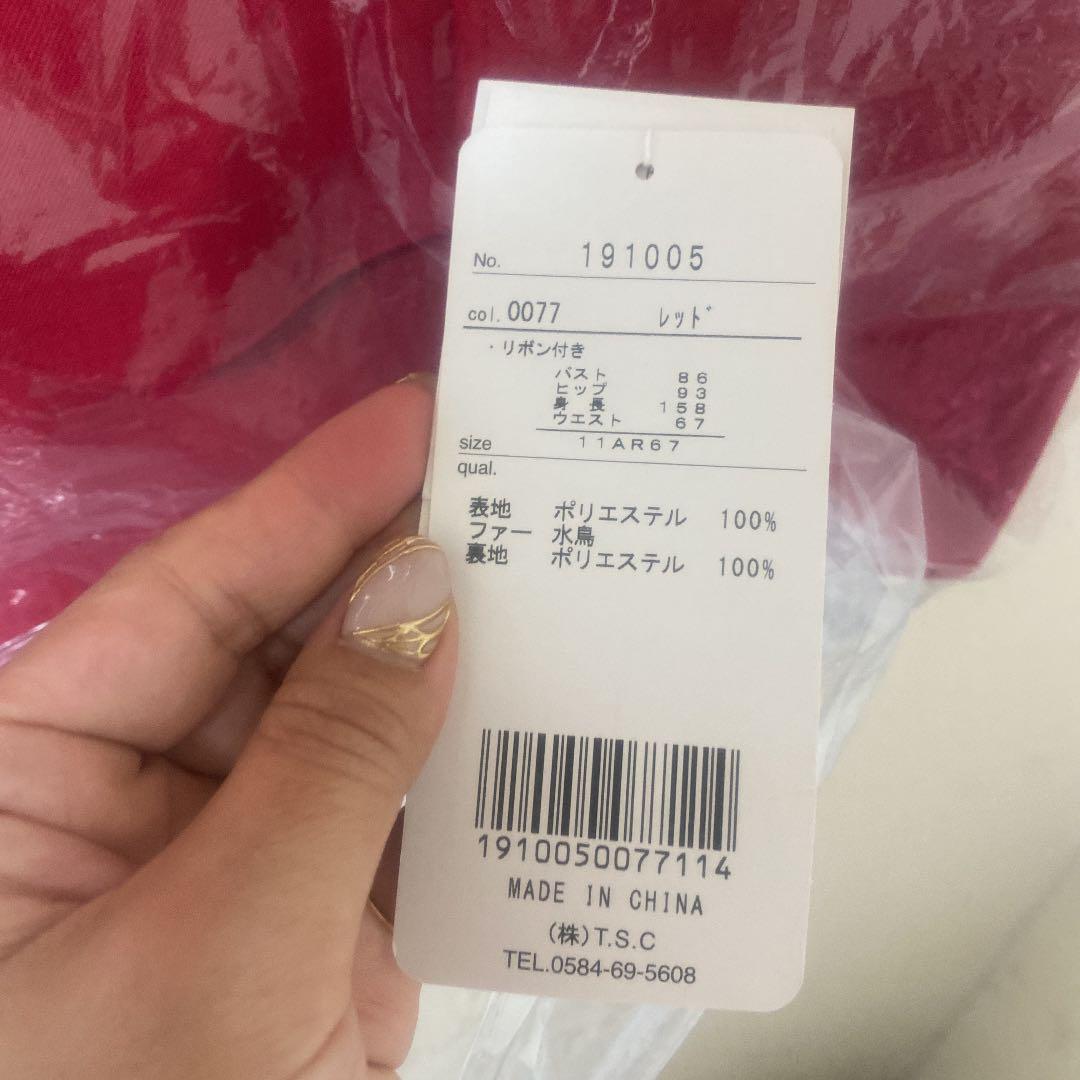 No. 191005
col. 0077 レッド
・リボン付き
バスト 86
ヒップ 93
身長 158
ウエスト 67
size 11AR67
qual.
表地 ポリエステル 100%
ファー 水鳥
裏地 ポリエステル 100%
1910050077114
MADE IN CHINA
(株)T.S.C
TEL.0584-69-5608